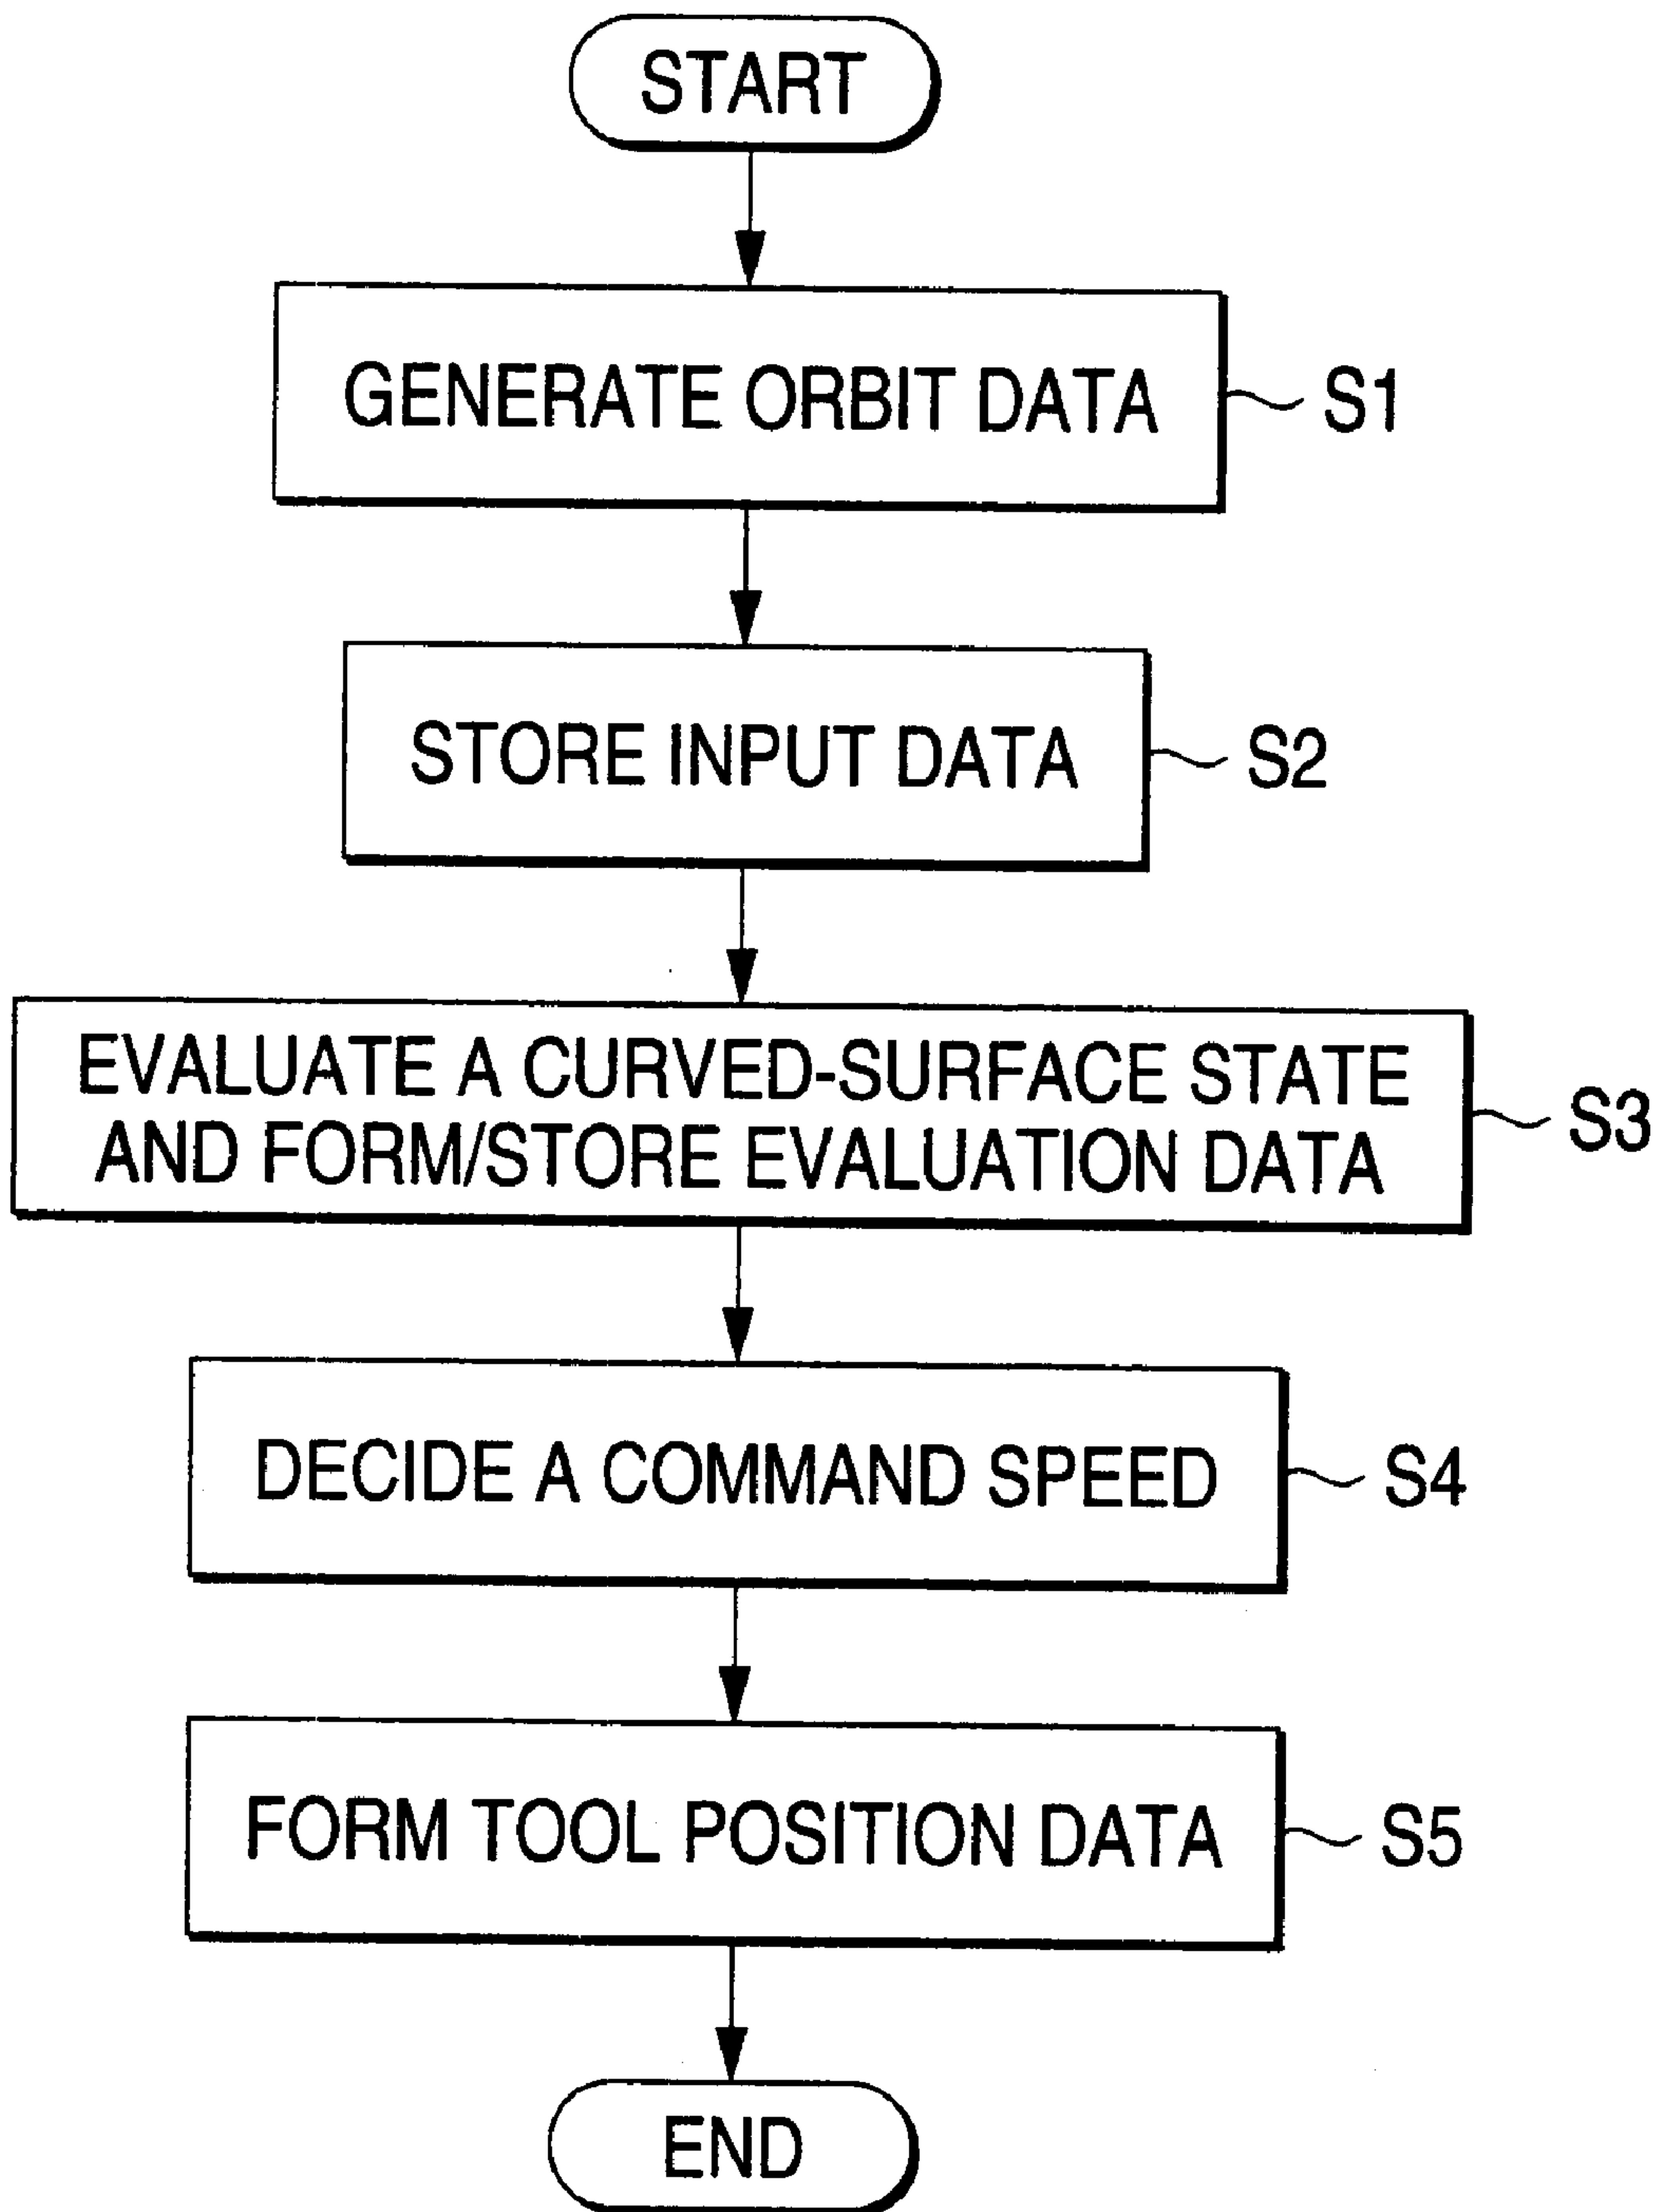 START
GENERATE ORBIT DATA
S1
STORE INPUT DATA
S2
EVALUATE A CURVED-SURFACE STATE
AND FORM/STORE EVALUATION DATA
S3
DECIDE A COMMAND SPEED
S4
FORM TOOL POSITION DATA
S5
END